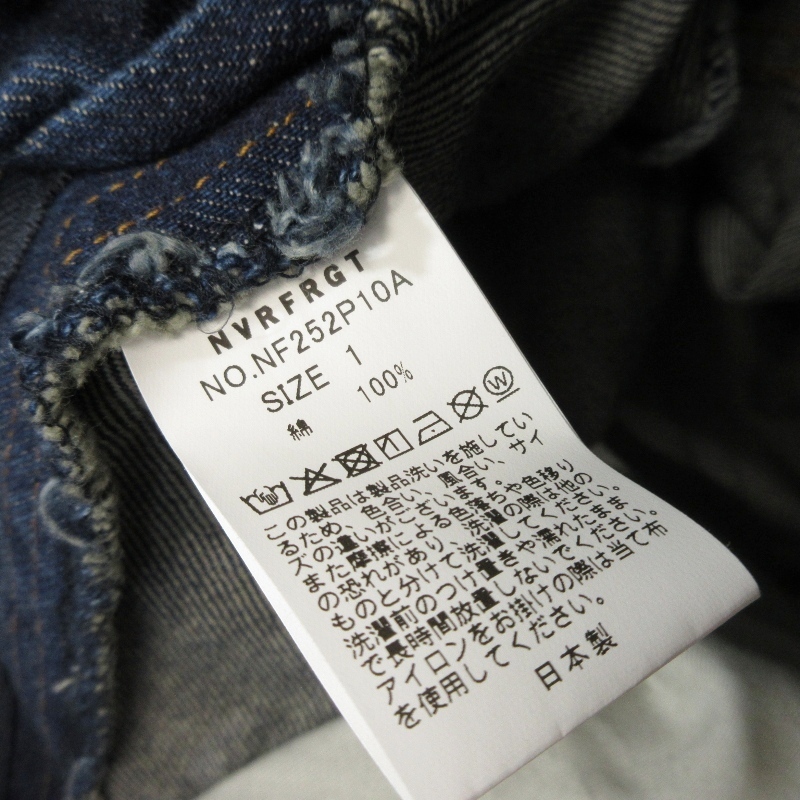 NVRFRGT
NO.NF252P10A
SIZE 1
綿 100%
W
この製品は製品洗いを施してい
るため、色合い、風合い、サイ
ズの違いがございます。
また摩擦による色落ちや色移り
の恐れがあり、洗濯の際は他の
ものと分けて洗濯してください。
洗濯前のつけ置きや濡れたまま
で長時間放置しないでください。
アイロンをお掛けの際は当て布
を使用してください。
日本製